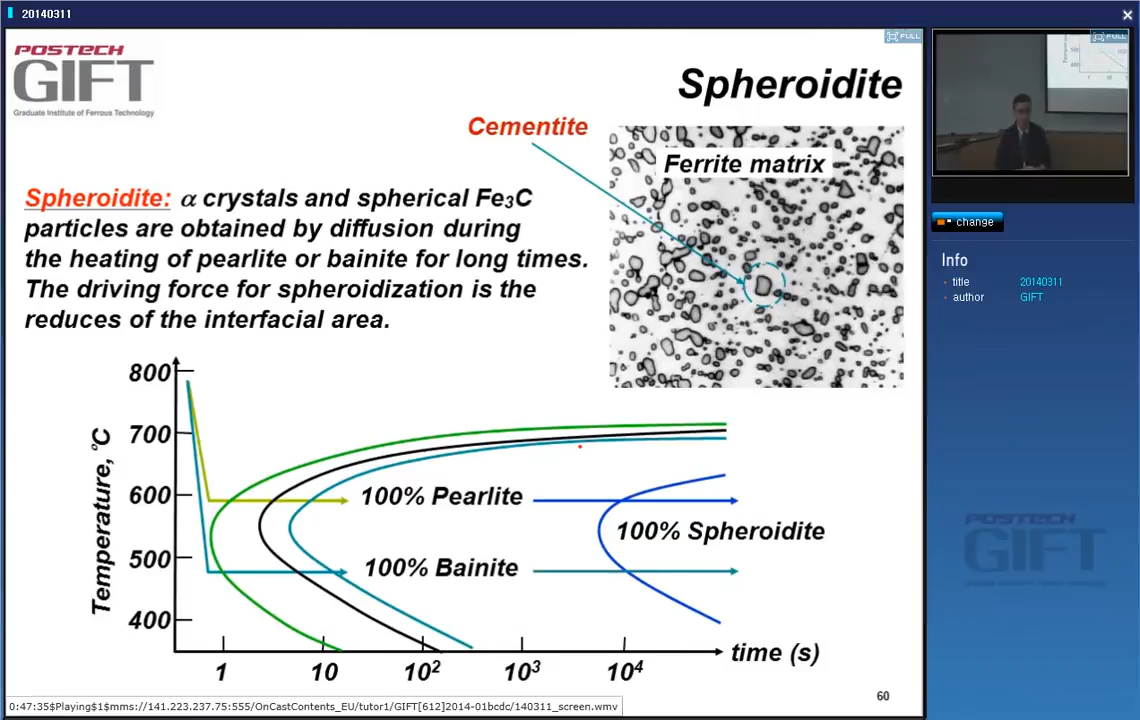 20140311
FULL
POSTECH
GIFT
Graduate Institute of Ferrous Technology
Spheroidite
Cementite
Ferrite matrix
Spheroidite: α crystals and spherical Fe₃C
particles are obtained by diffusion during
the heating of pearlite or bainite for long times.
The driving force for spheroidization is the
reduces of the interfacial area.
Temperature, °C
800
700
600
500
400
100% Pearlite
100% Spheroidite
100% Bainite
1
10
10²
10³
10⁴
time (s)
60
0:47:35$Playing$1$mms://141.223.237.75:555/OnCastContents_EU/tutor1/GIFT[612]2014-01bcdc/140311_screen.wmv
FULL
change
Info
title 20140311
author GIFT
POSTECH
GIFT